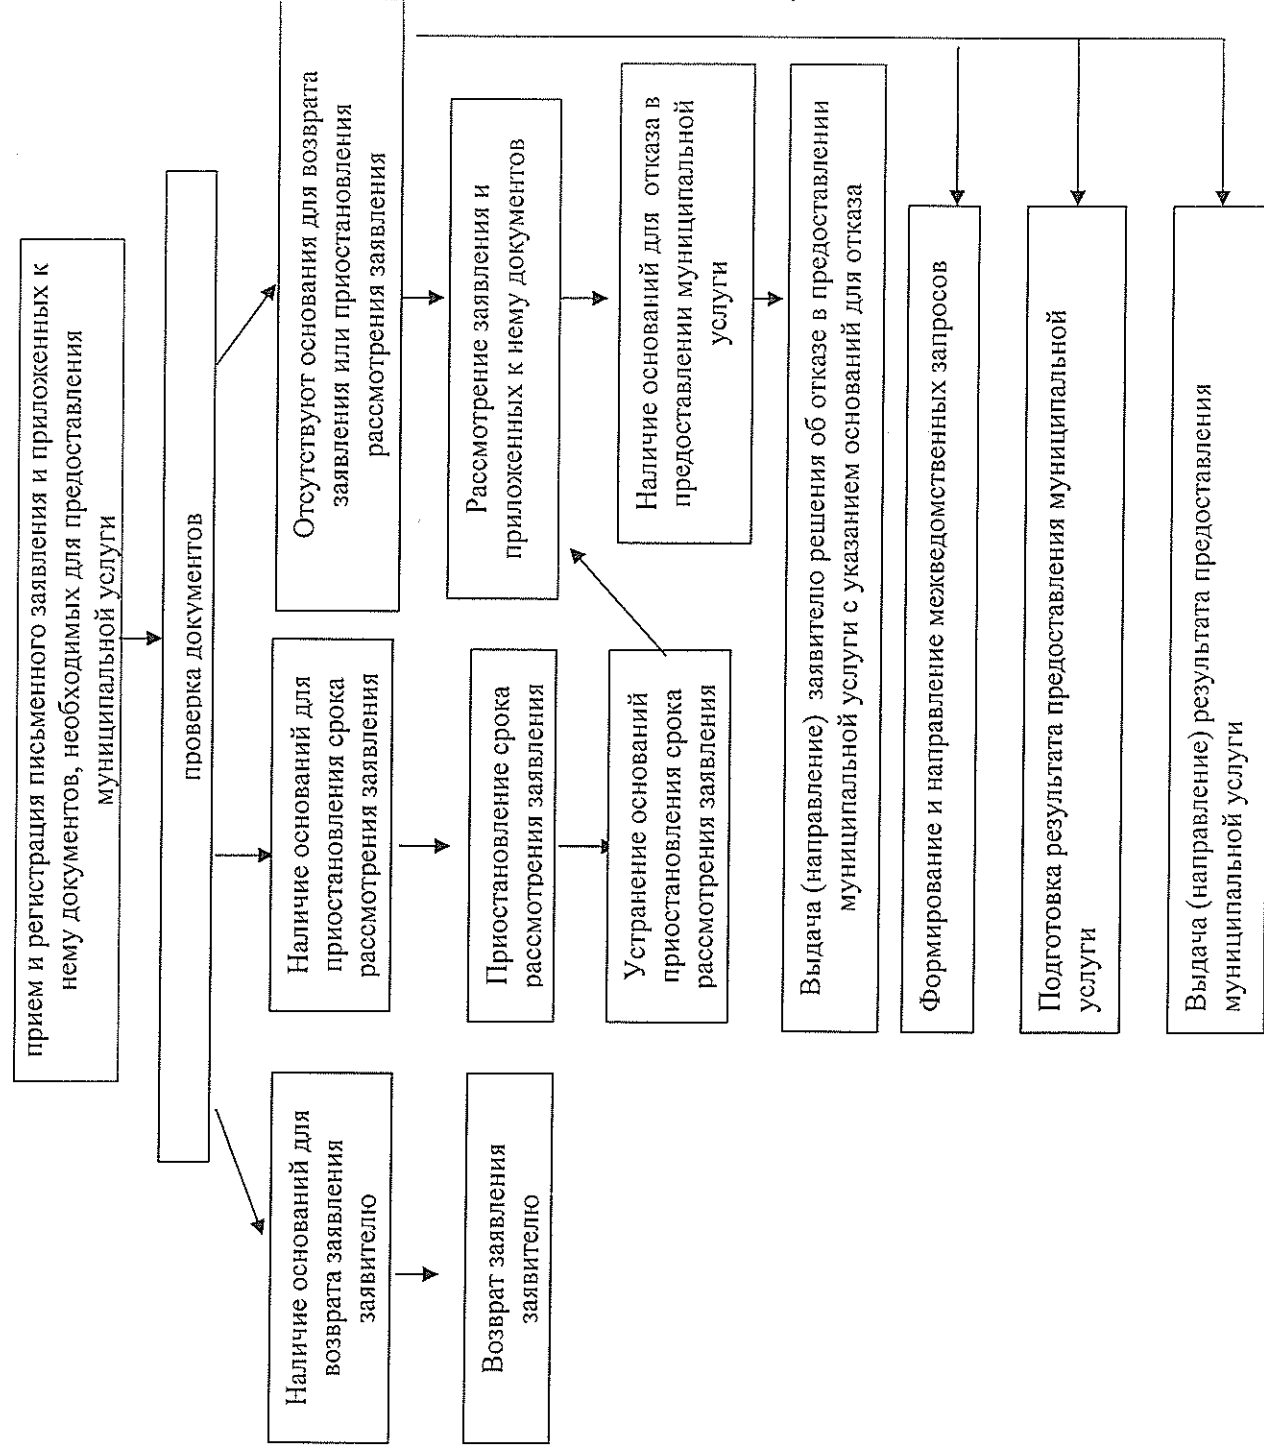 прием и регистрация письменного заявления и приложенных к
нему документов, необходимых для предоставления
муниципальной услуги
проверка документов
Наличие оснований для
возврата заявления
заявителю
Наличие оснований для
приостановления срока
рассмотрения заявления
Отсутствуют основания для возврата
заявления или приостановления
рассмотрения заявления
Возврат заявления
заявителю
Приостановление срока
рассмотрения заявления
Рассмотрение заявления и
приложенных к нему документов
Устранение оснований
приостановления срока
рассмотрения заявления
Наличие оснований для отказа в
предоставлении муниципальной
услуги
Выдача (направление) заявителю решения об отказе в предоставлении
муниципальной услуги с указанием оснований для отказа
Формирование и направление межведомственных запросов
Подготовка результата предоставления муниципальной
услуги
Выдача (направление) результата предоставления
муниципальной услуги